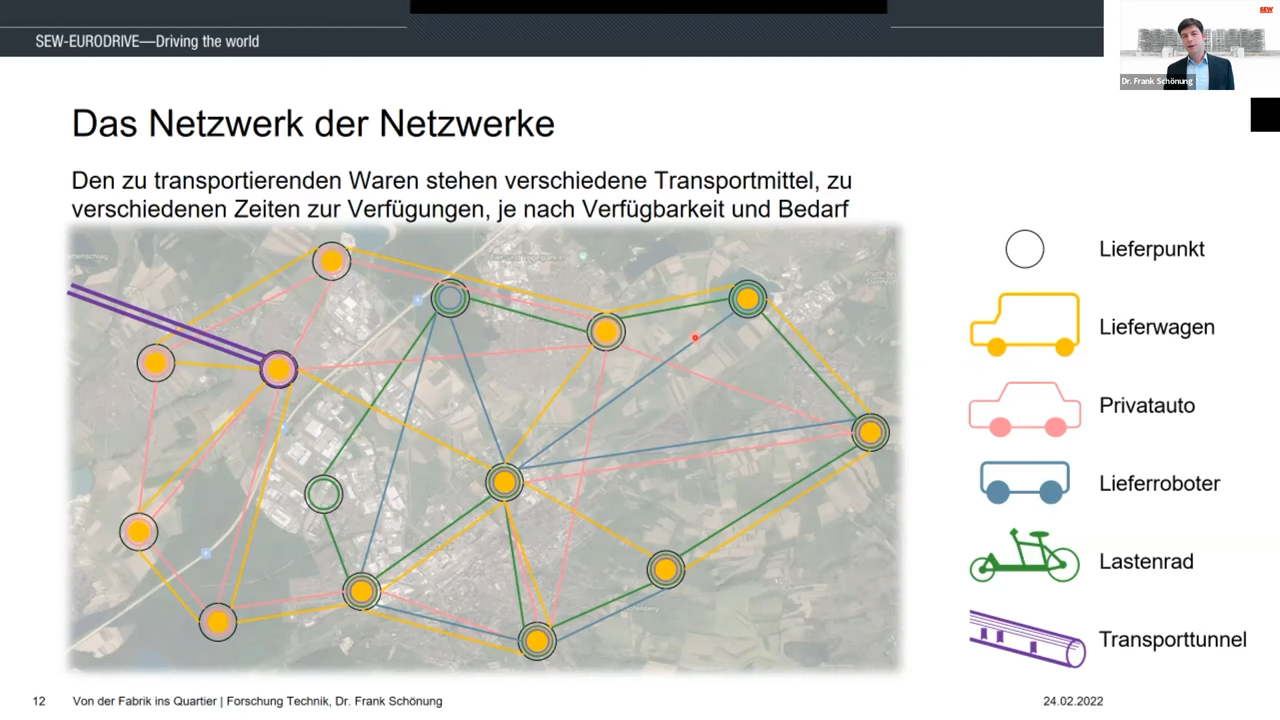 SEW-EURODRIVE—Driving the world
SEW
Dr. Frank Schönung
Das Netzwerk der Netzwerke
Den zu transportierenden Waren stehen verschiedene Transportmittel, zu
verschiedenen Zeiten zur Verfügungen, je nach Verfügbarkeit und Bedarf
Lieferpunkt
Lieferwagen
Privatauto
Lieferroboter
Lastenrad
Transporttunnel
12 Von der Fabrik ins Quartier | Forschung Technik, Dr. Frank Schönung 24.02.2022